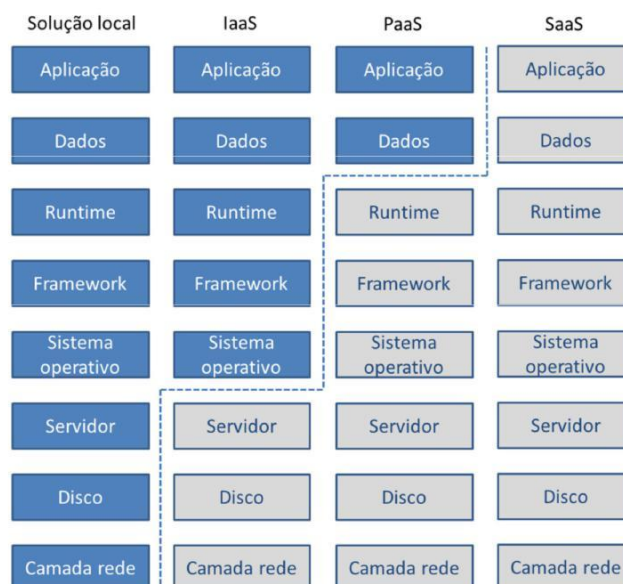 Solução local IaaS PaaS SaaS
Aplicação Aplicação Aplicação Aplicação
Dados Dados Dados Dados
Runtime Runtime Runtime Runtime
Framework Framework Framework Framework
Sistema operativo Sistema operativo Sistema operativo Sistema operativo
Servidor Servidor Servidor Servidor
Disco Disco Disco Disco
Camada rede Camada rede Camada rede Camada rede